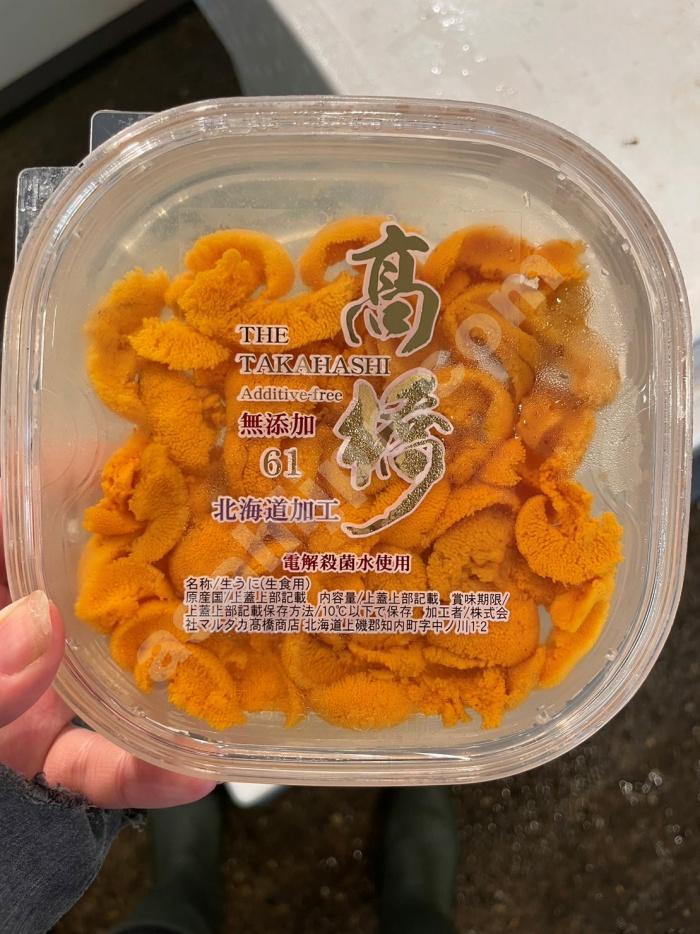 髙橋
THE
TAKAHASHI
Additive-free
無添加
61
北海道加工
電解殺菌水使用
名称/生うに(生食用)
原産国/上蓋上部記載 内容量/上蓋上部記載 賞味期限/
上蓋上部記載保存方法/10℃以下で保存 加工者/株式会
社マルタカ髙橋商店 北海道上磯郡知内町字中ノ川1-2